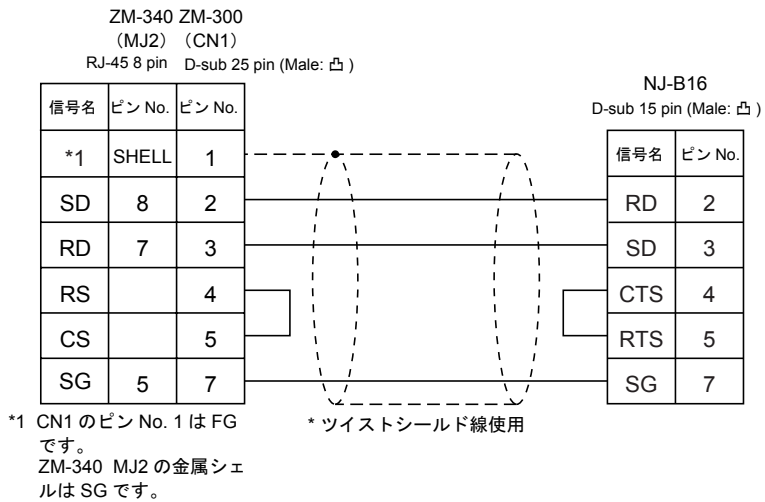 ZM-340 ZM-300
（MJ2）（CN1）
RJ-45 8 pin D-sub 25 pin (Male: 凸 )
信号名 ピン No. ピン No.
*1 SHELL 1
SD 8 2
RD 7 3
RS 4
CS 5
SG 5 7
NJ-B16
D-sub 15 pin (Male: 凸 )
信号名 ピン No.
RD 2
SD 3
CTS 4
RTS 5
SG 7
*1 CN1 のピン No. 1 は FG
です。
ZM-340 MJ2 の金属シェ
ルは SG です。
* ツイストシールド線使用